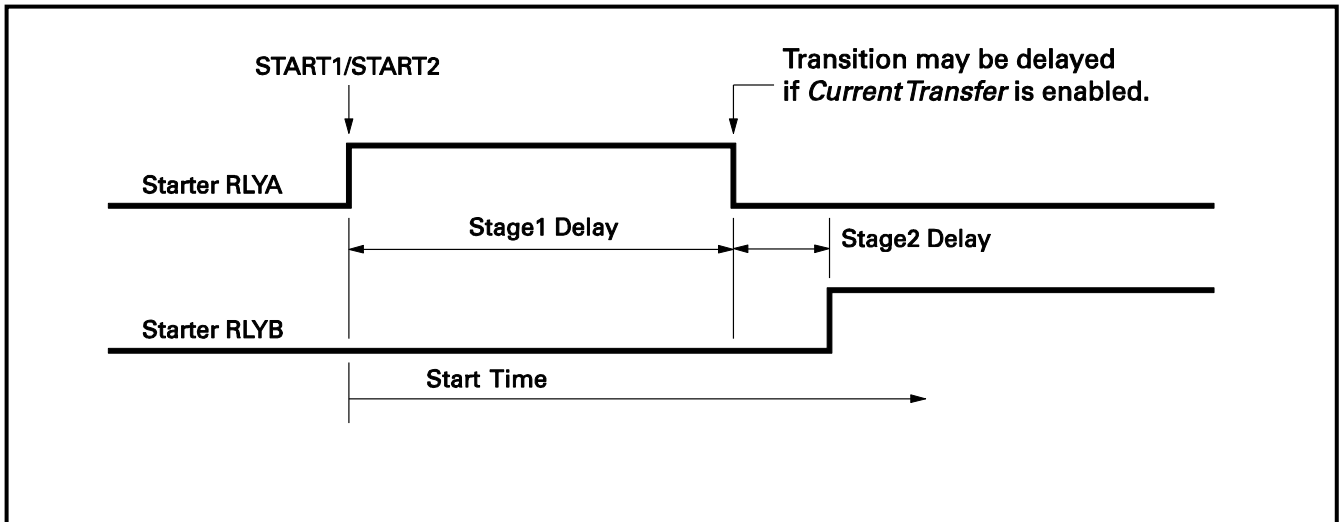 START1/START2
Transition may be delayed
if Current Transfer is enabled.
Starter RLYA
Stage1 Delay
Stage2 Delay
Starter RLYB
Start Time